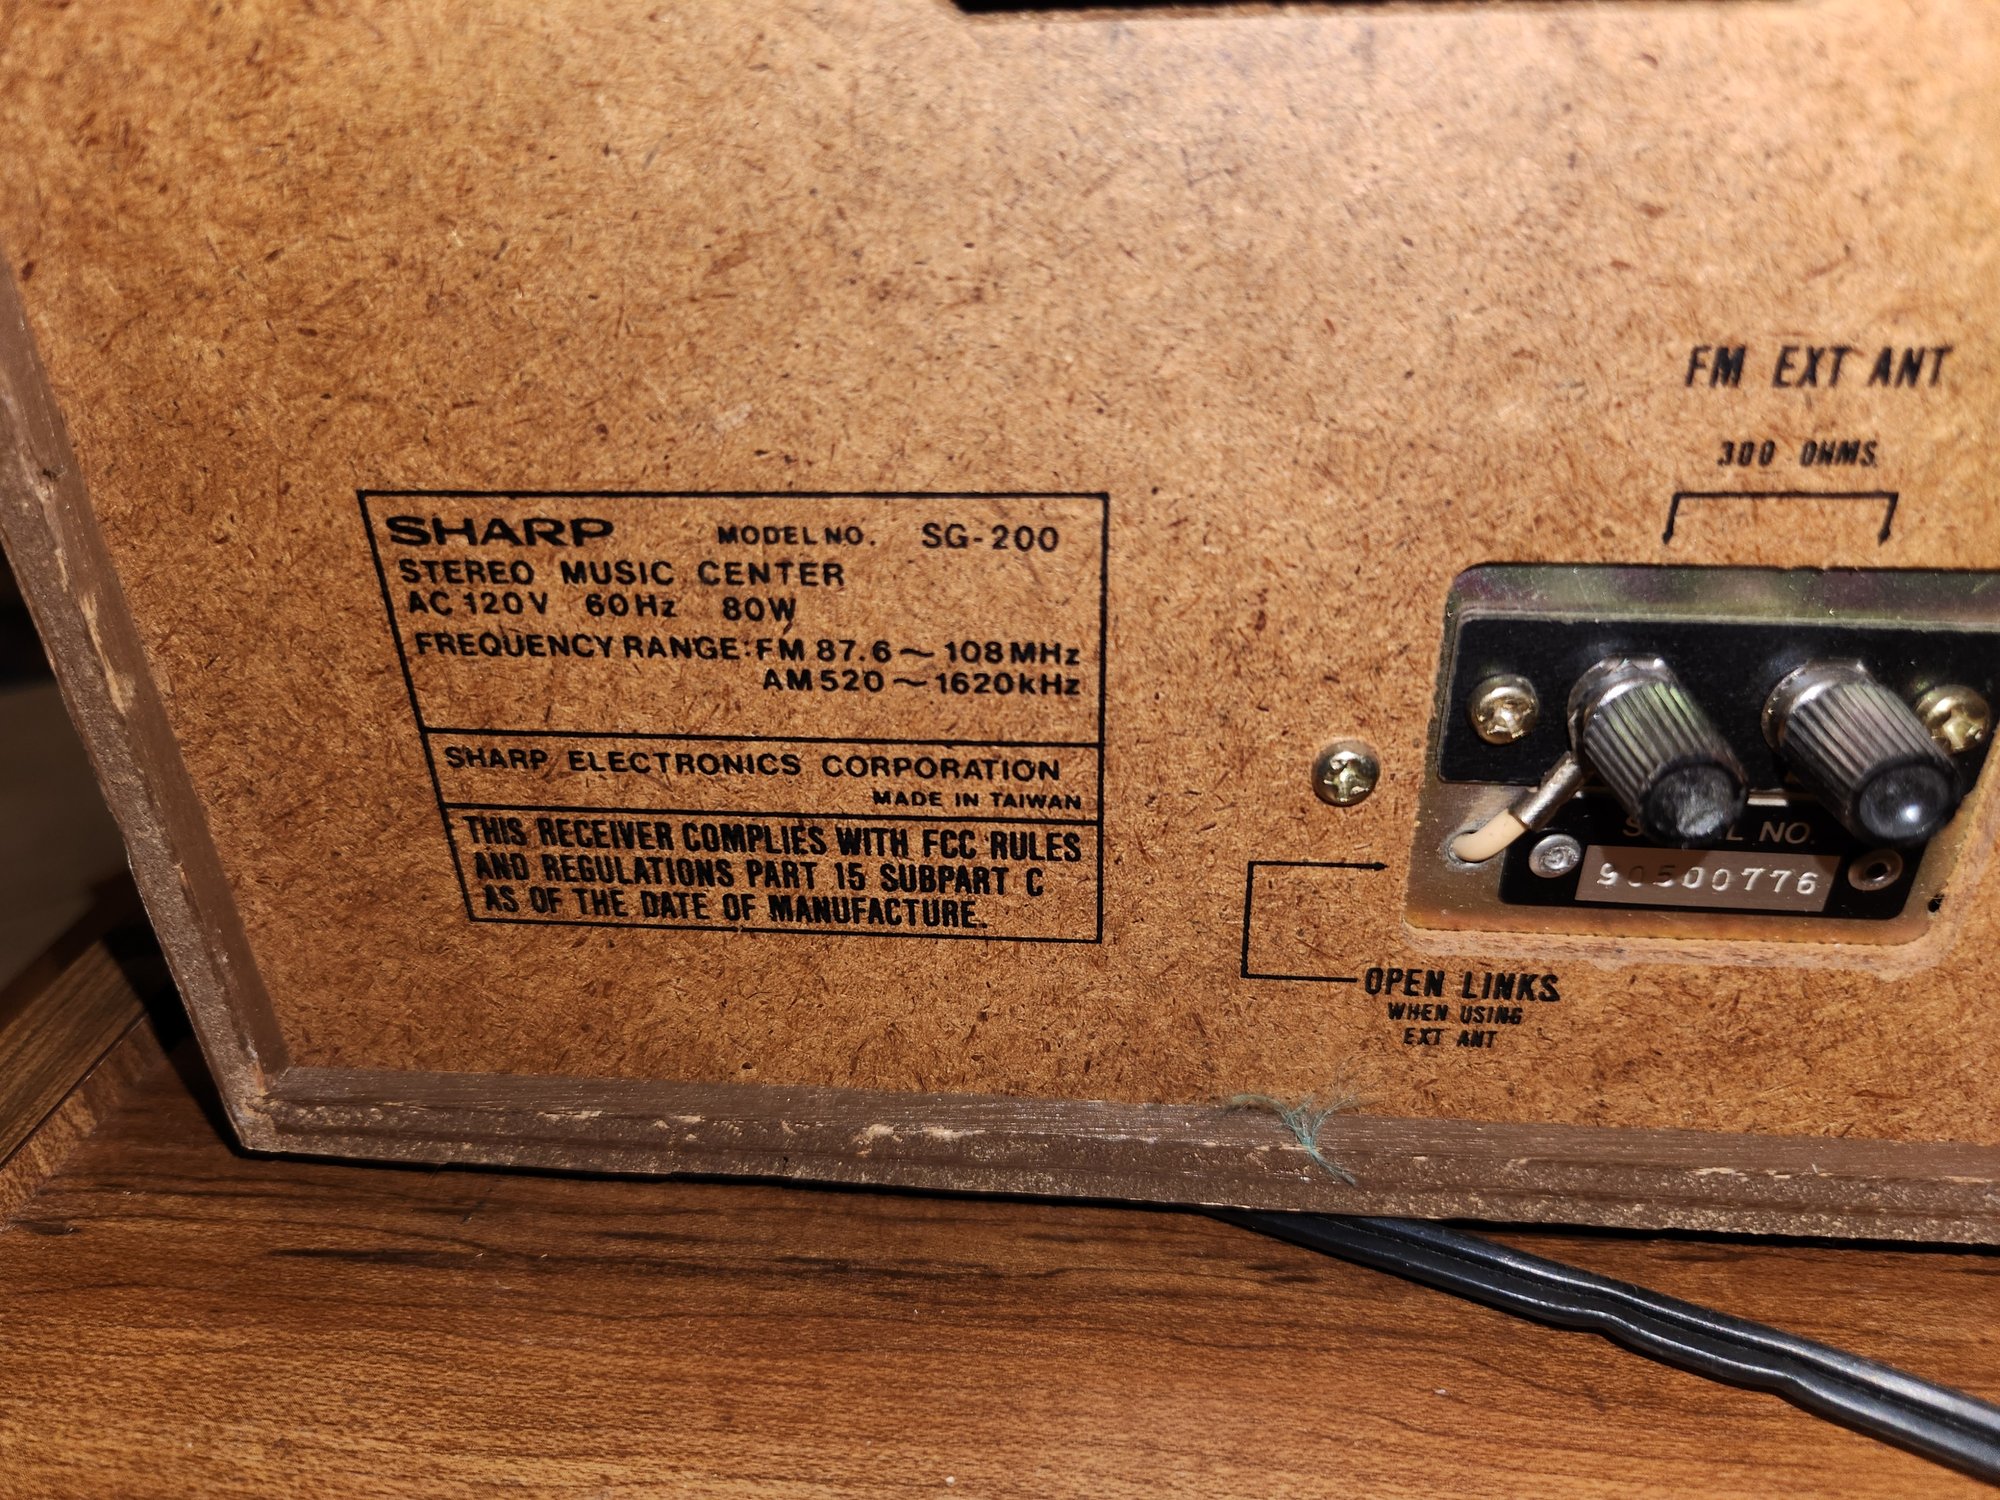 SHARP MODEL NO. SG-200
STEREO MUSIC CENTER
AC 120V 60Hz 80W
FREQUENCY RANGE: FM 87.6~108MHz
AM 520~1620kHz
SHARP ELECTRONICS CORPORATION
MADE IN TAIWAN
THIS RECEIVER COMPLIES WITH FCC RULES
AND REGULATIONS PART 15 SUBPART C
AS OF THE DATE OF MANUFACTURE.
FM EXT ANT
300 OHMS
NO.
90500776
OPEN LINKS
WHEN USING
EXT ANT